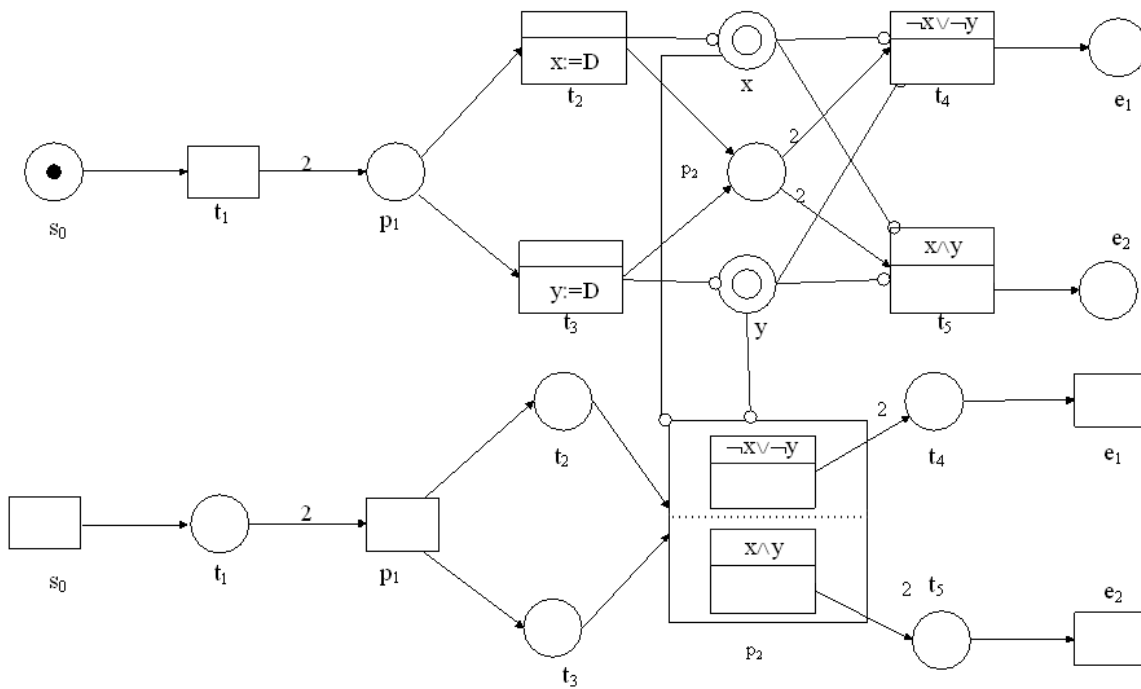 ¬x∨¬y
x:=D
x
t₂
t₄
e₁
2
2
p₂
2
s₀
t₁
p₁
x∧y
e₂
y:=D
t₃
y
t₅
2
¬x∨¬y
t₂
t₄
e₁
2
s₀
t₁
p₁
x∧y
2
t₅
e₂
p₂
t₃